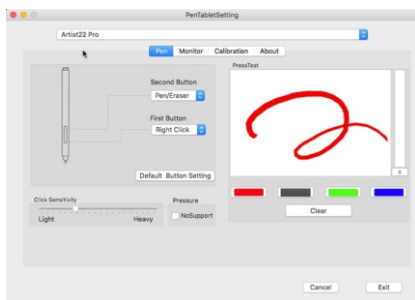 PenTabletSetting
Artist22 Pro
Pen Monitor Calibration About
Second Button
Pen/Eraser
First Button
Right Click
Default Button Setting
Click Sensitivity
Light Heavy
Pressure
NoSupport
PressTest
Clear
Cancel Exit